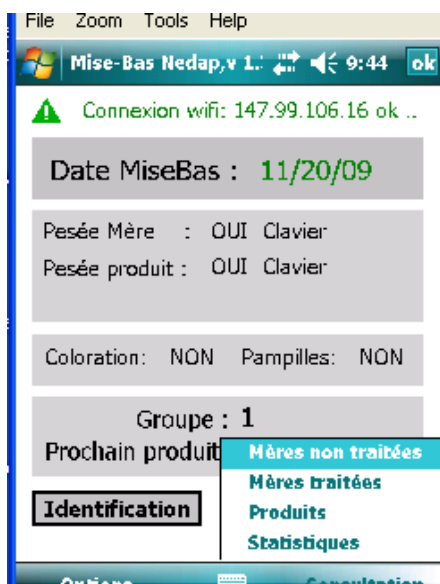 File Zoom Tools Help
Mise-Bas Nedap,v 1.: 9:44 ok
Connexion wifi: 147.99.106.16 ok ..
Date MiseBas : 11/20/09
Pesée Mère : OUI Clavier
Pesée produit : OUI Clavier
Coloration: NON Pampilles: NON
Groupe : 1
Prochain produit
Mères non traitées
Mères traitées
Identification
Produits
Statistiques
Options Consultation